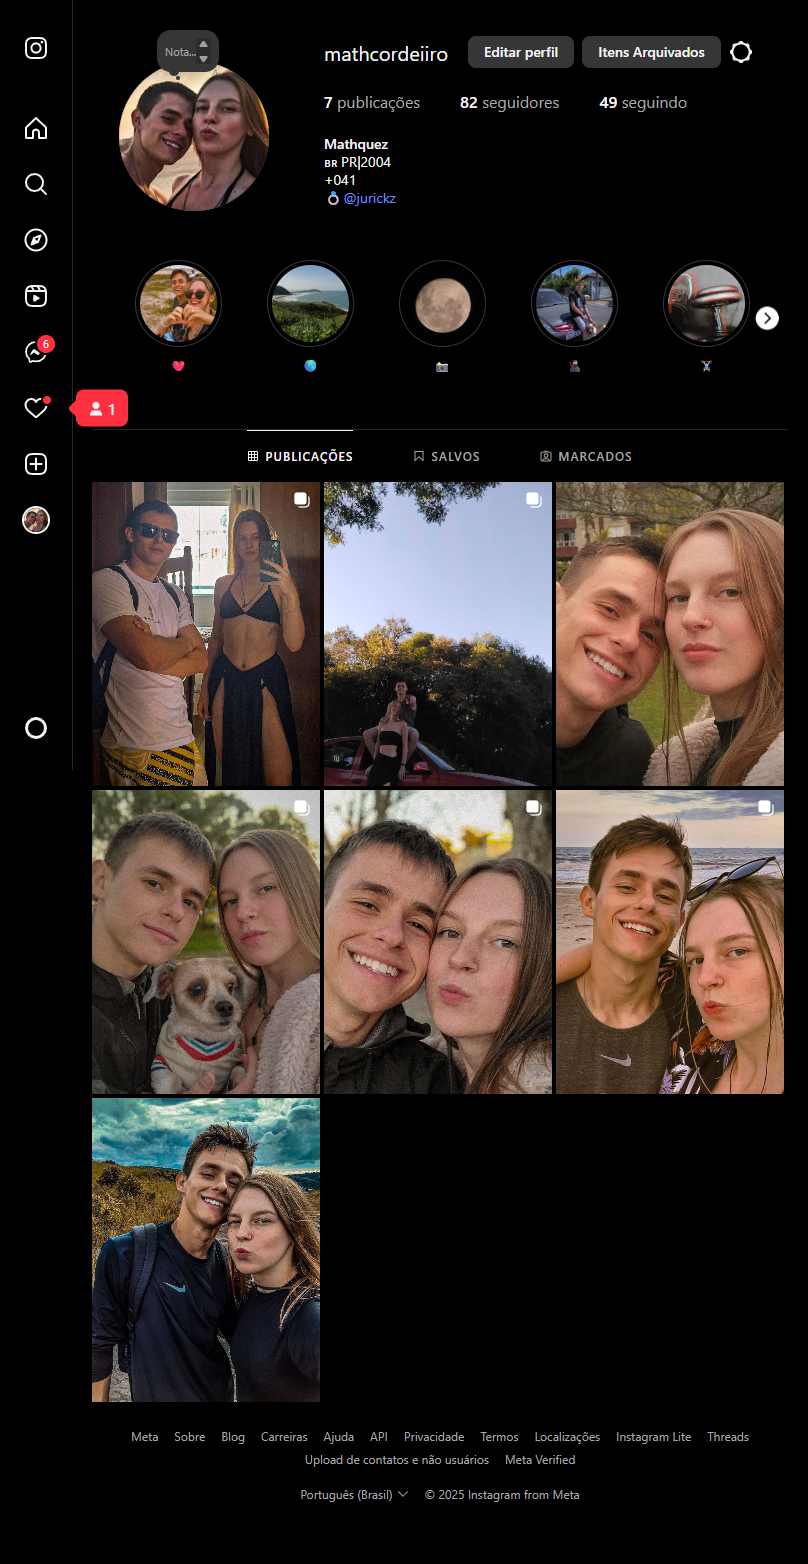 Nota...
mathcordeiiro
Editar perfil
Itens Arquivados
7 publicações
82 seguidores
49 seguindo
Mathquez
BR PR|2004
+041
@jurickz
6
1
PUBLICAÇÕES
SALVOS
MARCADOS
Meta Sobre Blog Carreiras Ajuda API Privacidade Termos Localizações Instagram Lite Threads
Upload de contatos e não usuários Meta Verified
Português (Brasil) © 2025 Instagram from Meta